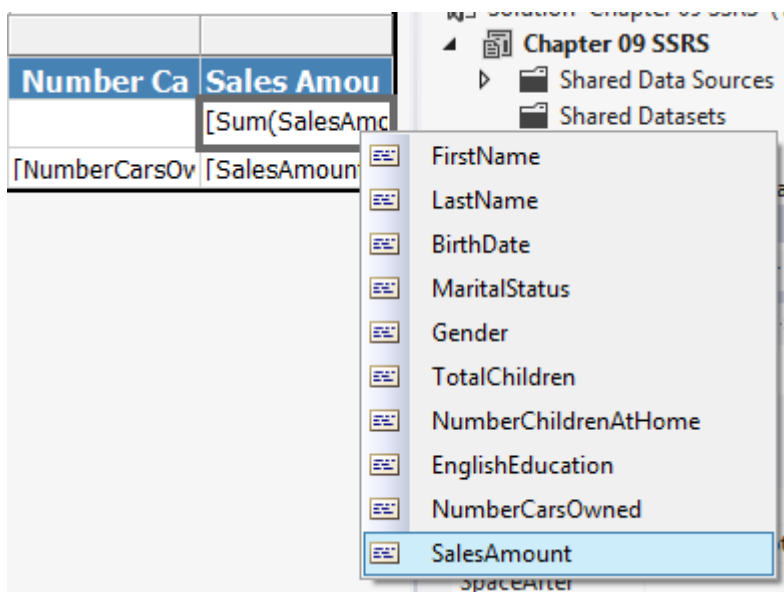 Chapter 09 SSRS
Shared Data Sources
Shared Datasets
Number Ca Sales Amou
[Sum(SalesAmo
[NumberCarsOw [SalesAmount
FirstName
LastName
BirthDate
MaritalStatus
Gender
TotalChildren
NumberChildrenAtHome
EnglishEducation
NumberCarsOwned
SalesAmount
SpaceAfter